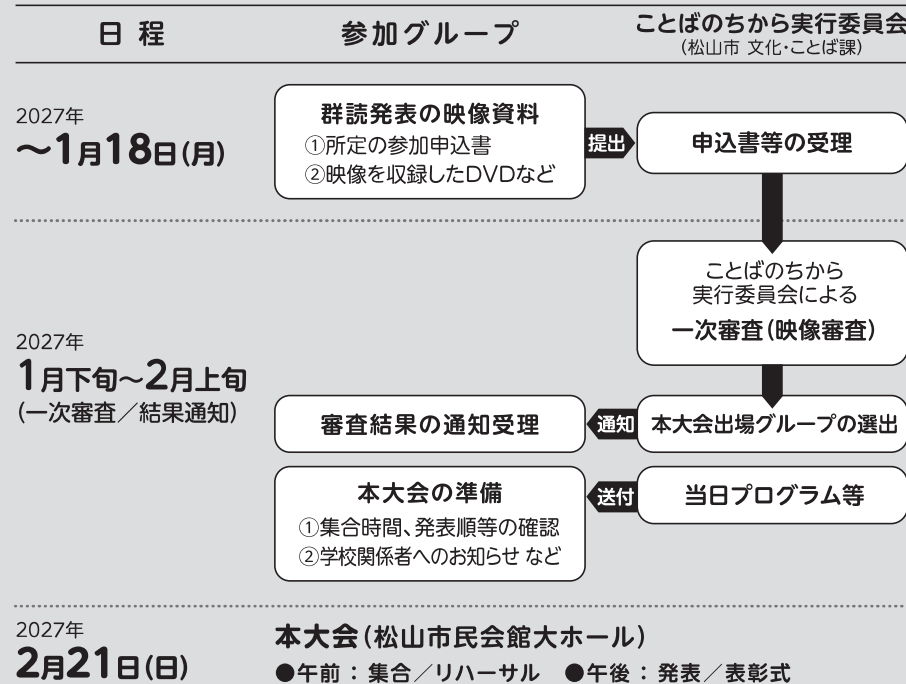 日程
参加グループ
ことばのちから実行委員会
(松山市 文化・ことば課)
2027年
～1月18日(月)
群読発表の映像資料
①所定の参加申込書
②映像を収録したDVDなど
提出
申込書等の受理
ことばのちから
実行委員会による
一次審査(映像審査)
2027年
1月下旬～2月上旬
(一次審査／結果通知)
審査結果の通知受理
通知
本大会出場グループの選出
本大会の準備
①集合時間、発表順等の確認
②学校関係者へのお知らせ など
送付
当日プログラム等
2027年
2月21日(日)
本大会(松山市民会館大ホール)
●午前：集合／リハーサル ●午後：発表／表彰式